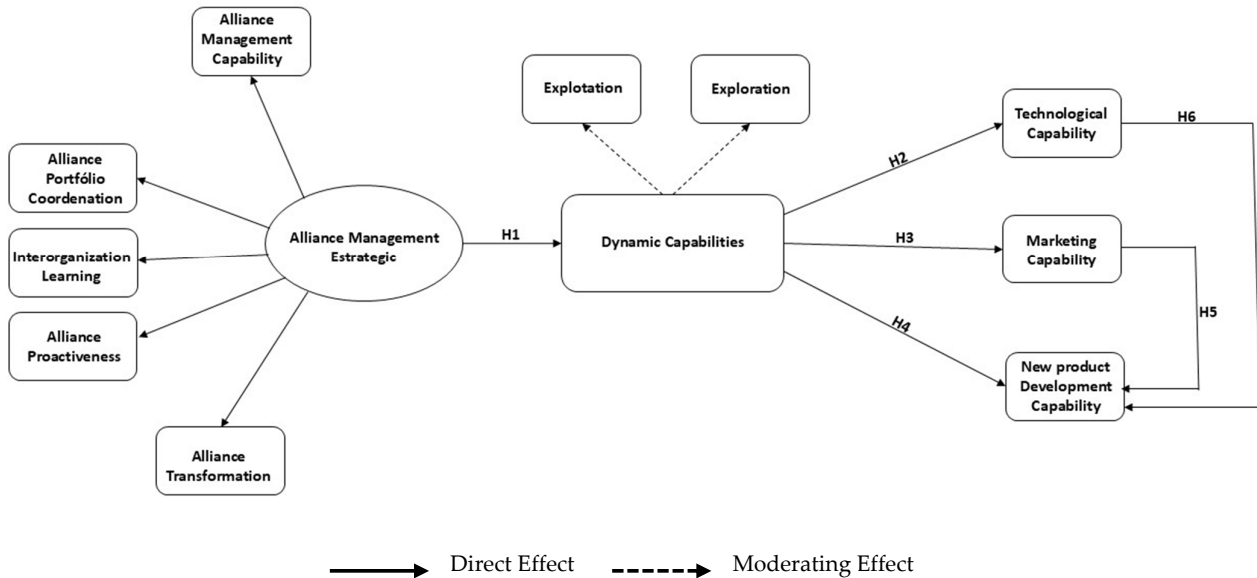 Alliance
Management
Capability
Explotation
Exploration
Technological
Capability
H6
Alliance
Portfólio
Coordenation
H2
Interorganization
Learning
Alliance Management
Estrategic
H1
Dynamic Capabilities
H3
Marketing
Capability
Alliance
Proactiveness
H5
H4
New product
Development
Capability
Alliance
Transformation
Direct Effect
Moderating Effect